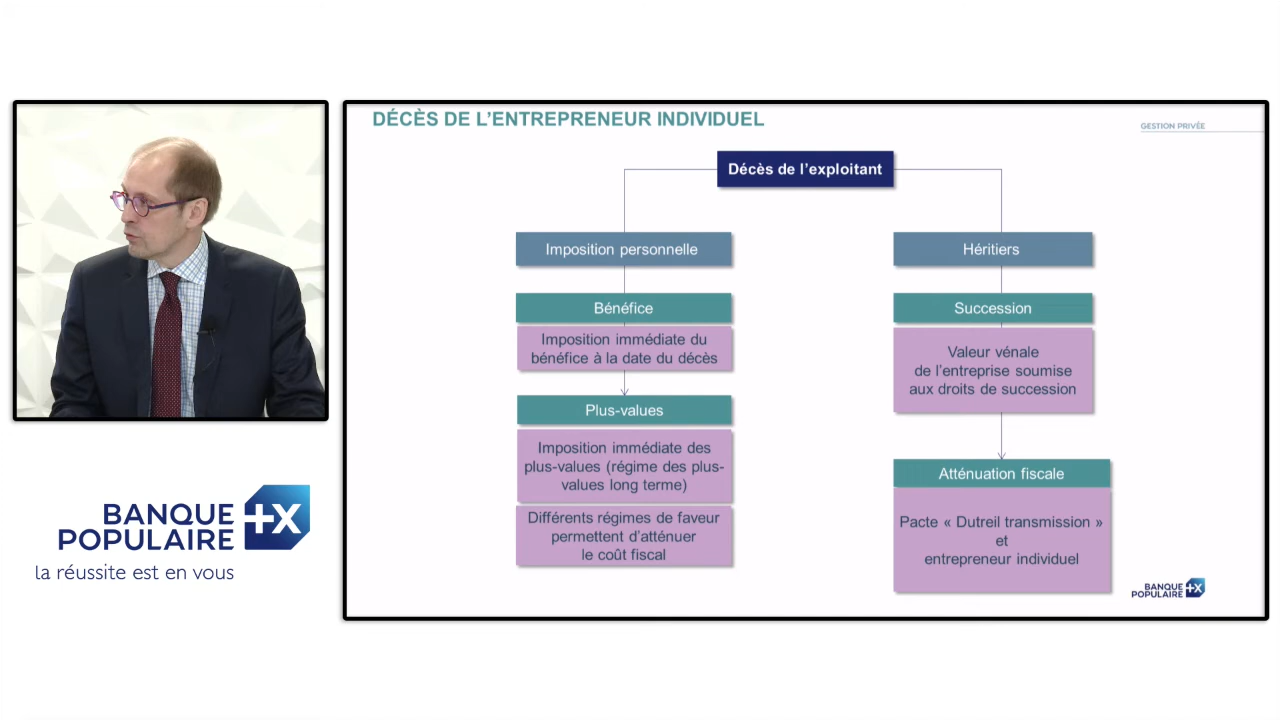 DÉCÈS DE L'ENTREPRENEUR INDIVIDUEL
GESTION PRIVÉE
Décès de l'exploitant
Imposition personnelle
Bénéfice
Imposition immédiate du
bénéfice à la date du décès
Plus-values
Imposition immédiate des
plus-values (régime des plus-
values long terme)
Différents régimes de faveur
permettent d'atténuer
le coût fiscal
Héritiers
Succession
Valeur vénale
de l'entreprise soumise
aux droits de succession
Atténuation fiscale
Pacte « Dutreil transmission »
et
entrepreneur individuel
BANQUE
POPULAIRE +X
BANQUE
POPULAIRE +X
la réussite est en vous